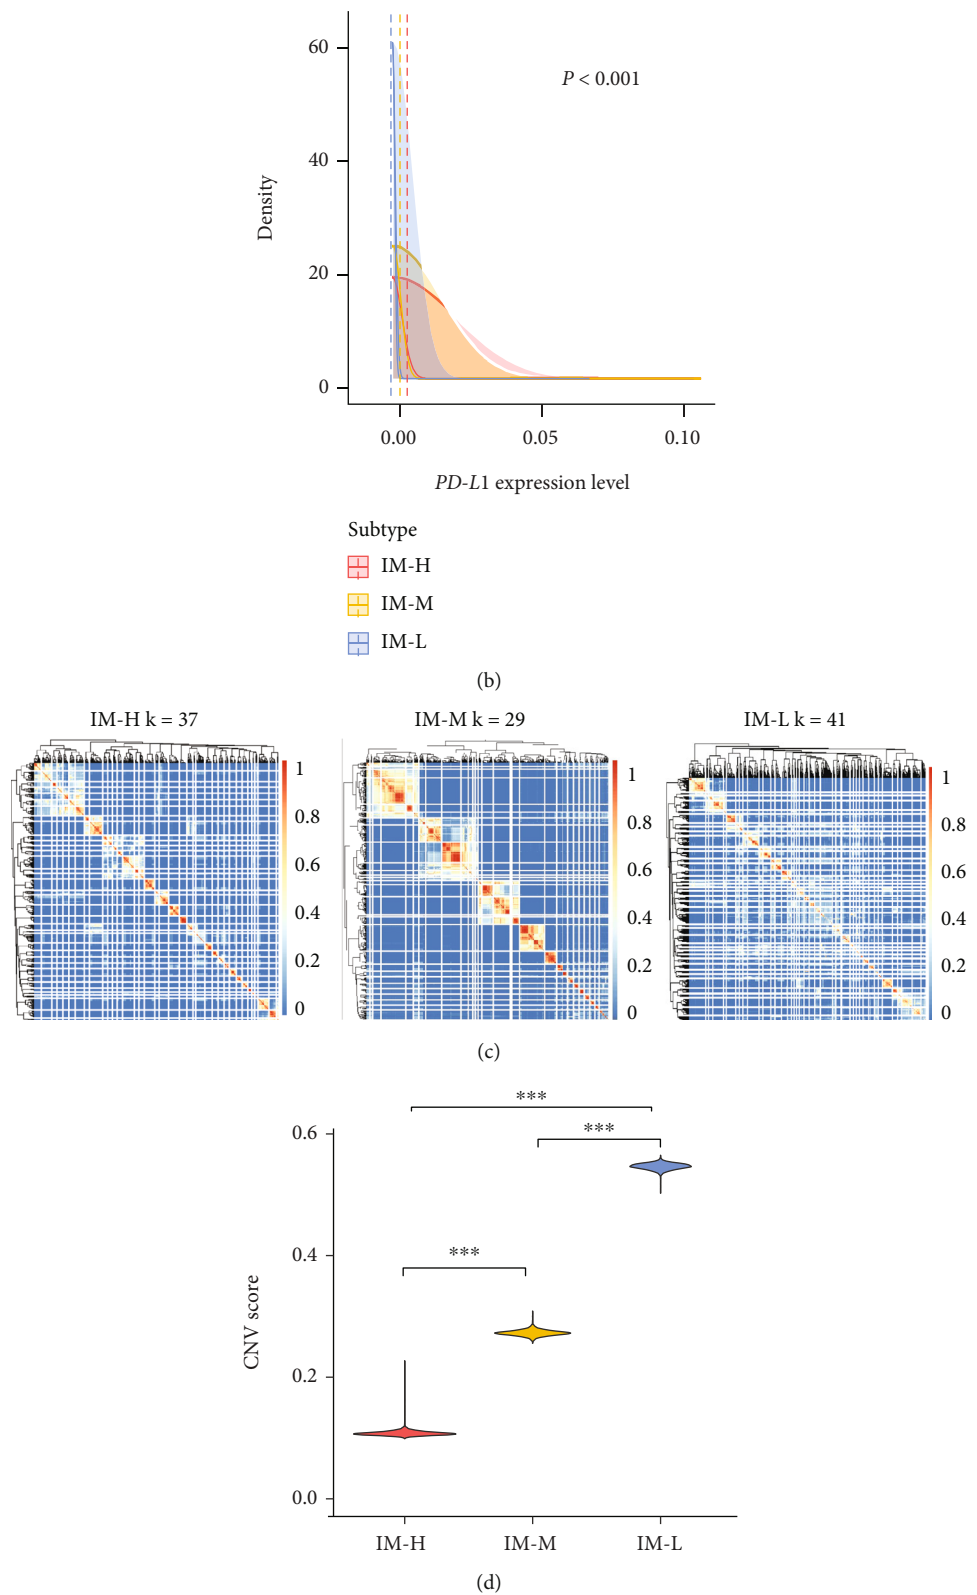 60
40
20
0
Density
P < 0.001
0.00 0.05 0.10
PD-L1 expression level
Subtype
IM-H
IM-M
IM-L
(b)
IM-H k = 37
1
0.8
0.6
0.4
0.2
0
IM-M k = 29
1
0.8
0.6
0.4
0.2
0
IM-L k = 41
1
0.8
0.6
0.4
0.2
0
(c)
***
***
***
0.6
0.4
0.2
0.0
CNV score
IM-H IM-M IM-L
(d)